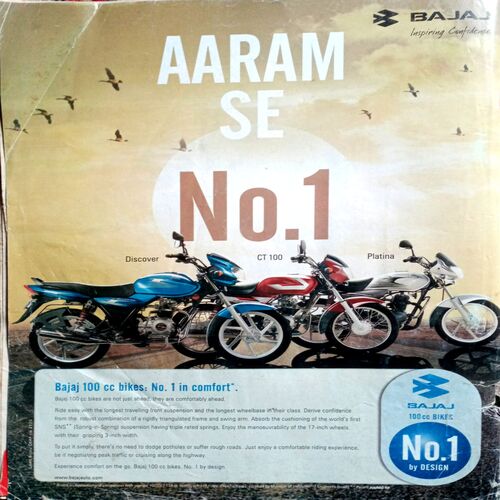 BAJAJ
Inspiring Confidence
AARAM
SE
No.1
Discover
CT 100
Platina
Bajaj 100 cc bikes. No. 1 in comfort*.
Bajaj 100 cc bikes are not just ahead, they are comfortably ahead.
Ride easy with the longest travelling front suspension and the longest wheelbase in their class. Derive confidence
from the robust combination of a rigidly triangulated frame and swing arm. Absorb the cushioning of the world's first
SNS** (Spring-in-Spring) suspension having triple rated springs. Enjoy the manoeuvrability of the 17-inch wheels
with their gripping 3-inch width.
To put it simply, there's no need to dodge potholes or suffer rough roads. Just enjoy a comfortable riding experience,
be it negotiating peak traffic or cruising along the highway.
Experience comfort on the go. Bajaj 100 cc bikes. No. 1 by design.
www.bajajauto.com
BAJAJ
100 cc BIKES
No.1
by DESIGN